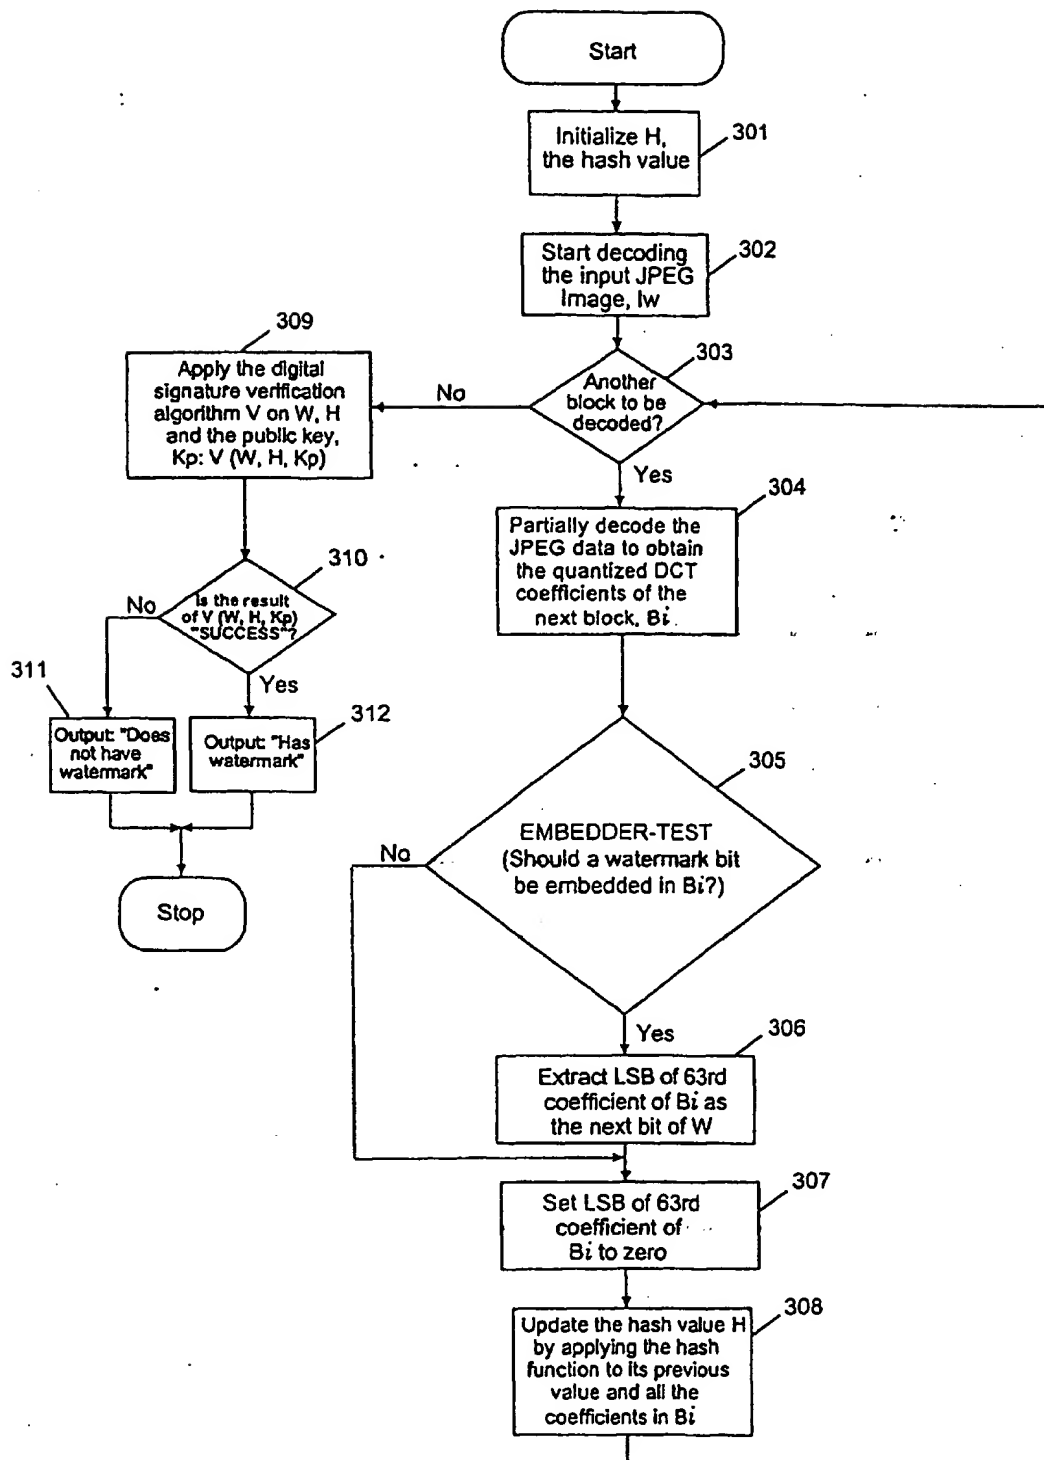 Start
Initialize H,
the hash value
301
Start decoding
the input JPEG
Image, Iw
302
309
Apply the digital
signature verification
algorithm V on W, H
and the public key,
Kp: V (W, H, Kp)
No
303
Another
block to be
decoded?
Yes
304
Partially decode the
JPEG data to obtain
the quantized DCT
coefficients of the
next block, Bi
310
No
Is the result
of V (W, H, Kp)
"SUCCESS"?
Yes
311
Output: "Does
not have
watermark"
312
Output: "Has
watermark"
Stop
305
No
EMBEDDER-TEST
(Should a watermark bit
be embedded in Bi?)
Yes
306
Extract LSB of 63rd
coefficient of Bi as
the next bit of W
307
Set LSB of 63rd
coefficient of
Bi to zero
308
Update the hash value H
by applying the hash
function to its previous
value and all the
coefficients in Bi